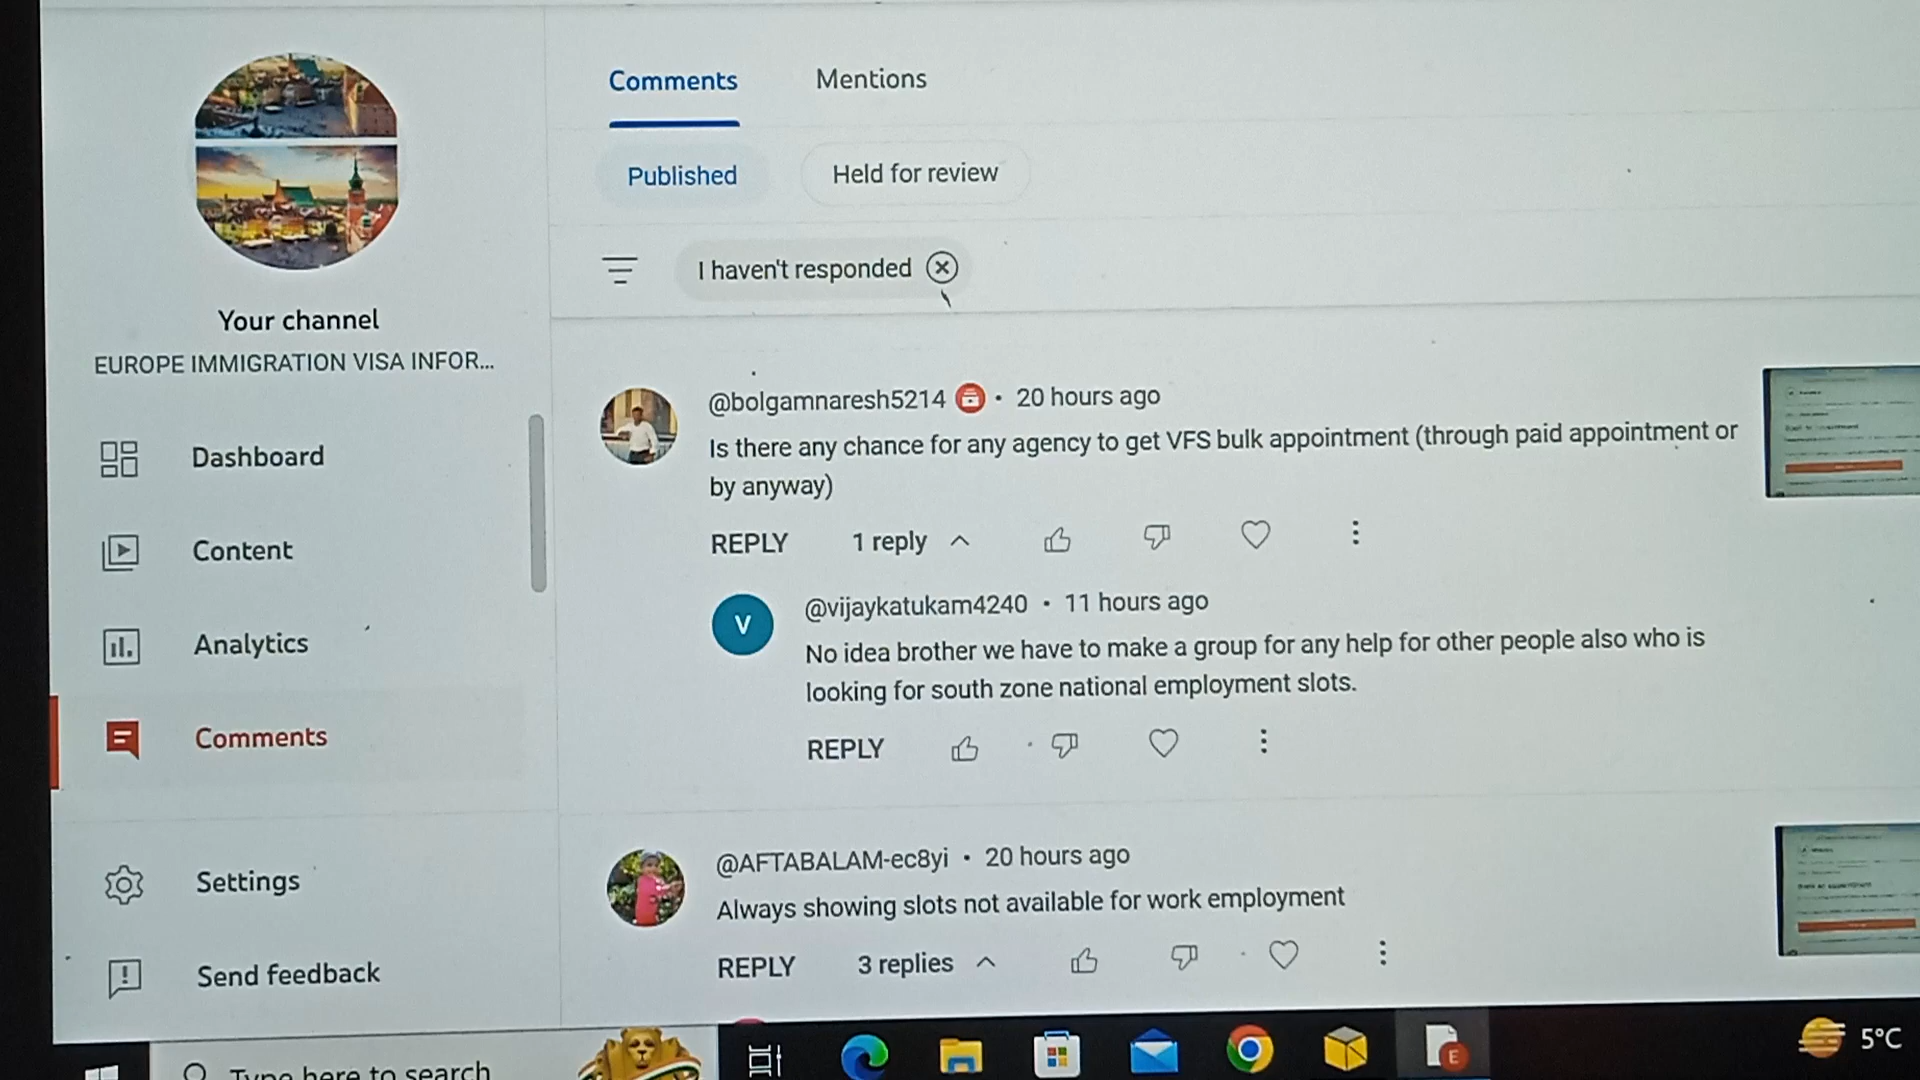 Comments
Mentions
Published
Held for review
I haven't responded
Your channel
EUROPE IMMIGRATION VISA INFOR...
Dashboard
Content
Analytics
Comments
Settings
Send feedback
@bolgamnaresh5214 • 20 hours ago
Is there any chance for any agency to get VFS bulk appointment (through paid appointment or
by anyway)
REPLY
1 reply
V
@vijaykatukam4240 • 11 hours ago
No idea brother we have to make a group for any help for other people also who is
looking for south zone national employment slots.
REPLY
@AFTABALAM-ec8yi • 20 hours ago
Always showing slots not available for work employment
REPLY
3 replies
Type here to search
E
5°C